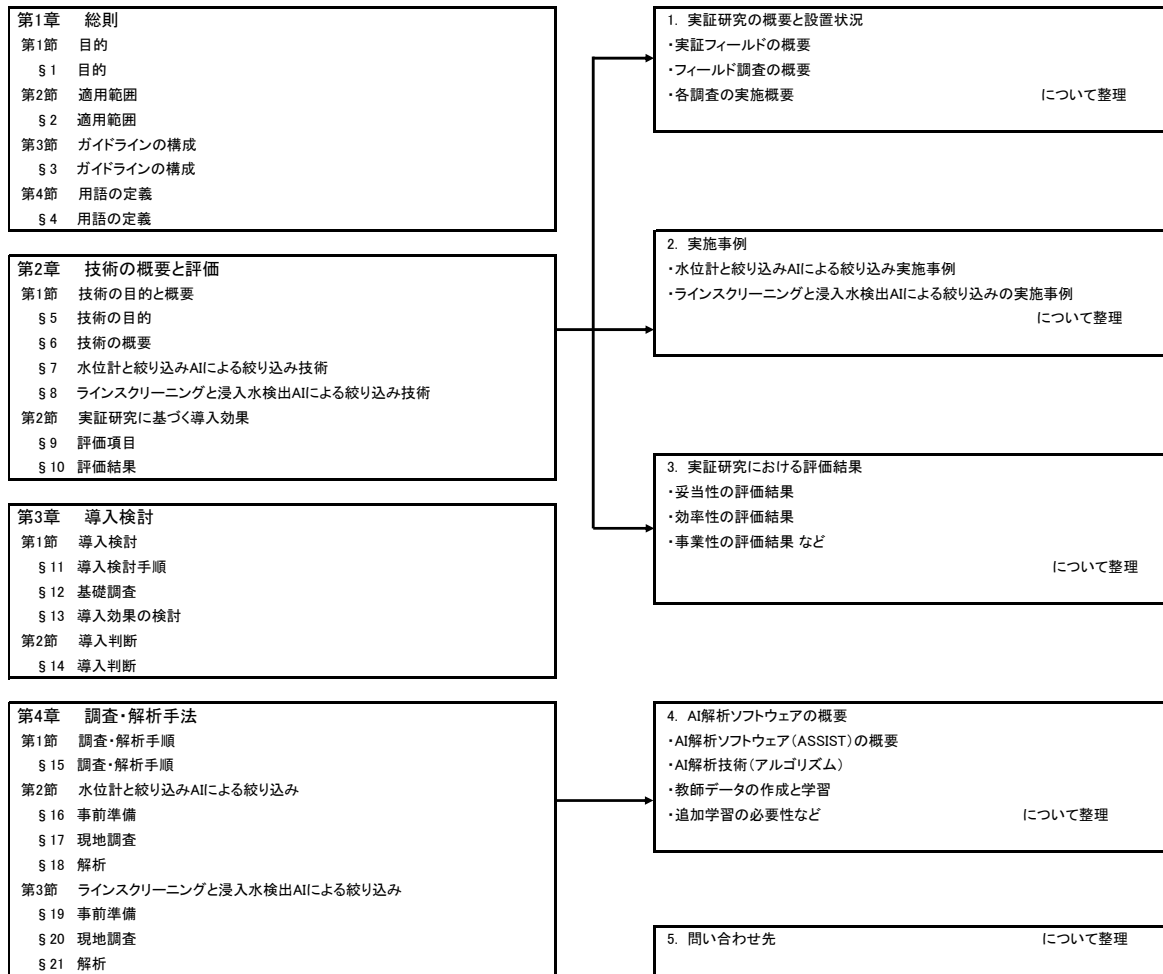 第1章 総則
第1節 目的
§1 目的
第2節 適用範囲
§2 適用範囲
第3節 ガイドラインの構成
§3 ガイドラインの構成
第4節 用語の定義
§4 用語の定義
第2章 技術の概要と評価
第1節 技術の目的と概要
§5 技術の目的
§6 技術の概要
§7 水位計と絞り込みAIによる絞り込み技術
§8 ラインスクリーニングと浸入水検出AIによる絞り込み技術
第2節 実証研究に基づく導入効果
§9 評価項目
§10 評価結果
第3章 導入検討
第1節 導入検討
§11 導入検討手順
§12 基礎調査
§13 導入効果の検討
第2節 導入判断
§14 導入判断
第4章 調査・解析手法
第1節 調査・解析手順
§15 調査・解析手順
第2節 水位計と絞り込みAIによる絞り込み
§16 事前準備
§17 現地調査
§18 解析
第3節 ラインスクリーニングと浸入水検出AIによる絞り込み
§19 事前準備
§20 現地調査
§21 解析
1. 実証研究の概要と設置状況
・実証フィールドの概要
・フィールド調査の概要
・各調査の実施概要 について整理
2. 実施事例
・水位計と絞り込みAIによる絞り込み実施事例
・ラインスクリーニングと浸入水検出AIによる絞り込みの実施事例
について整理
3. 実証研究における評価結果
・妥当性の評価結果
・効率性の評価結果
・事業性の評価結果 など
について整理
4. AI解析ソフトウェアの概要
・AI解析ソフトウェア(ASSIST)の概要
・AI解析技術(アルゴリズム)
・教師データの作成と学習
・追加学習の必要性など について整理
5. 問い合わせ先 について整理